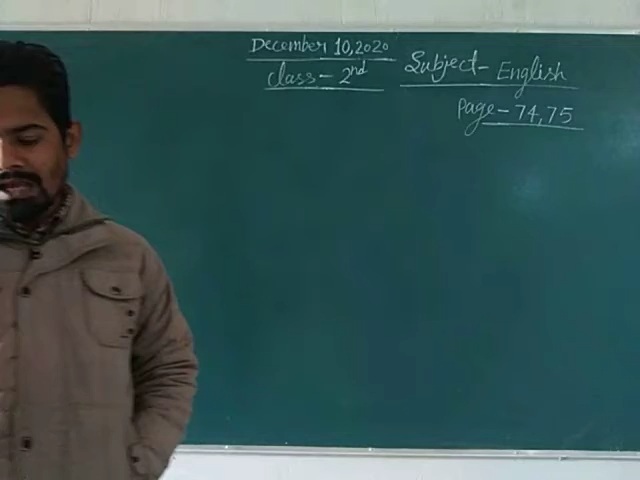 December 10,2020
Class- 2nd
Subject- English
Page- 74,75